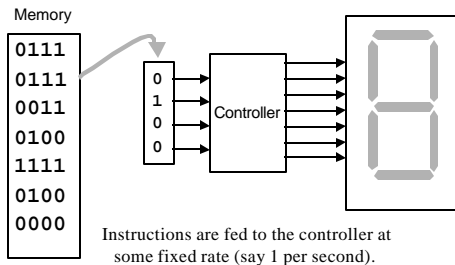 Memory
0111
0111
0011
0100
1111
0100
0000
0
1
0
0
Controller
Instructions are fed to the controller at
some fixed rate (say 1 per second).